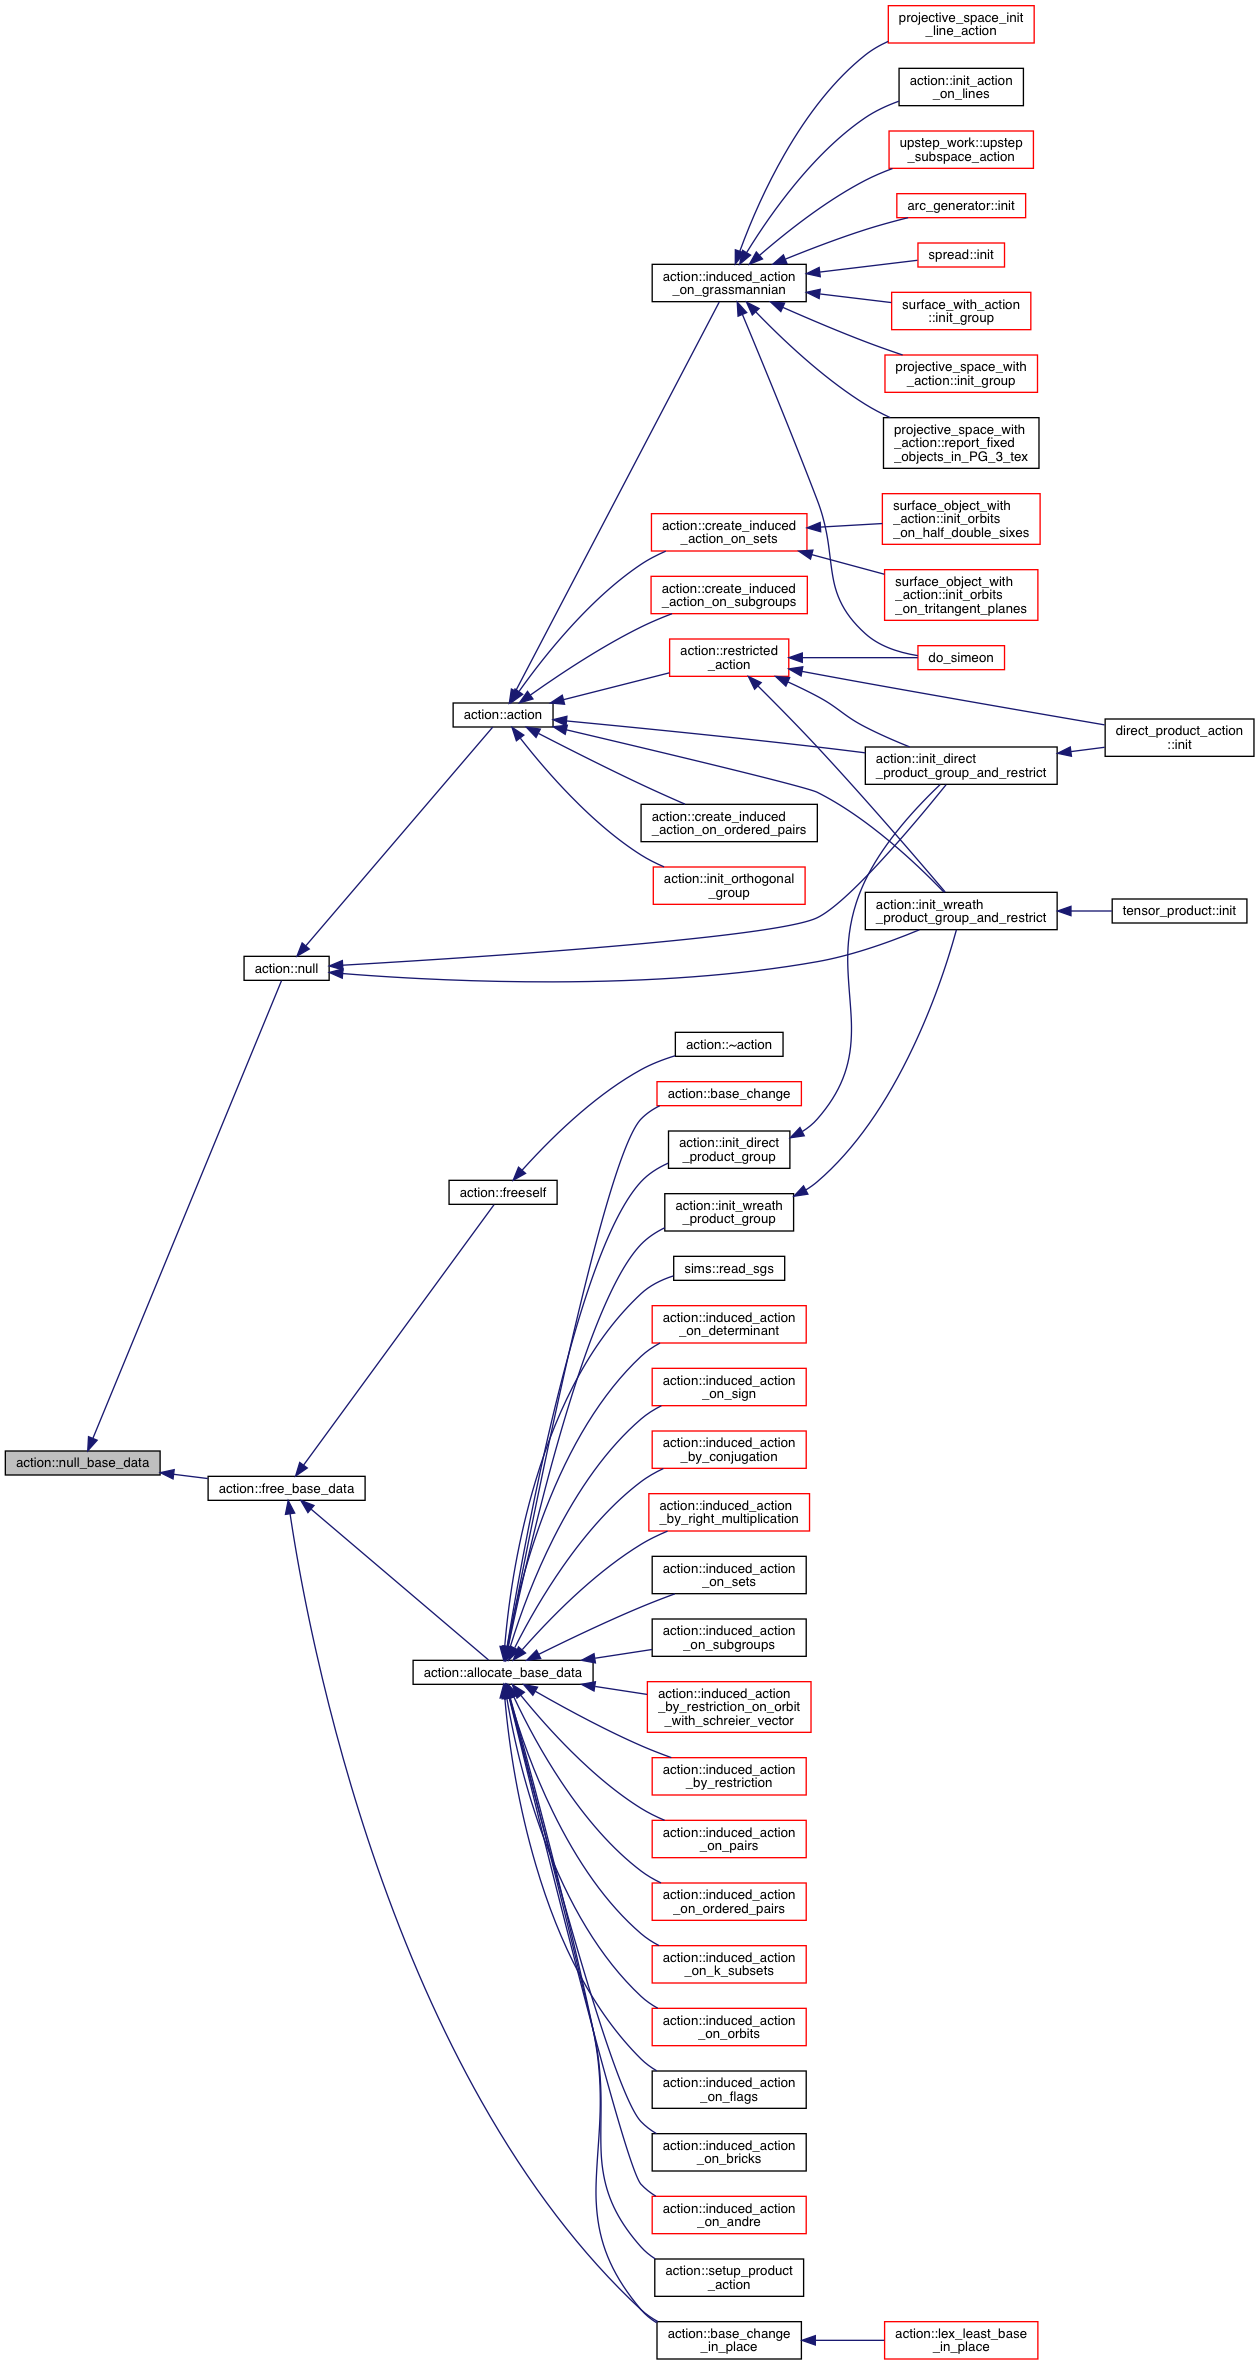 projective_space_init
_line_action
action::init_action
_on_lines
upstep_work::upstep
_subspace_action
arc_generator::init
spread::init
action::induced_action
_on_grassmannian
surface_with_action
::init_group
projective_space_with
_action::init_group
projective_space_with
_action::report_fixed
_objects_in_PG_3_tex
surface_object_with
_action::init_orbits
_on_half_double_sixes
action::create_induced
_action_on_sets
surface_object_with
_action::init_orbits
_on_tritangent_planes
action::create_induced
_action_on_subgroups
action::restricted
_action
do_simeon
action::action
direct_product_action
::init
action::init_direct
_product_group_and_restrict
action::create_induced
_action_on_ordered_pairs
action::init_orthogonal
_group
action::init_wreath
_product_group_and_restrict
tensor_product::init
action::null
action::~action
action::base_change
action::init_direct
_product_group
action::freeself
action::init_wreath
_product_group
sims::read_sgs
action::induced_action
_on_determinant
action::induced_action
_on_sign
action::induced_action
_by_conjugation
action::null_base_data
action::free_base_data
action::induced_action
_by_right_multiplication
action::induced_action
_on_sets
action::induced_action
_on_subgroups
action::allocate_base_data
action::induced_action
_by_restriction_on_orbit
_with_schreier_vector
action::induced_action
_by_restriction
action::induced_action
_on_pairs
action::induced_action
_on_ordered_pairs
action::induced_action
_on_k_subsets
action::induced_action
_on_orbits
action::induced_action
_on_flags
action::induced_action
_on_bricks
action::induced_action
_on_andre
action::setup_product
_action
action::base_change
_in_place
action::lex_least_base
_in_place